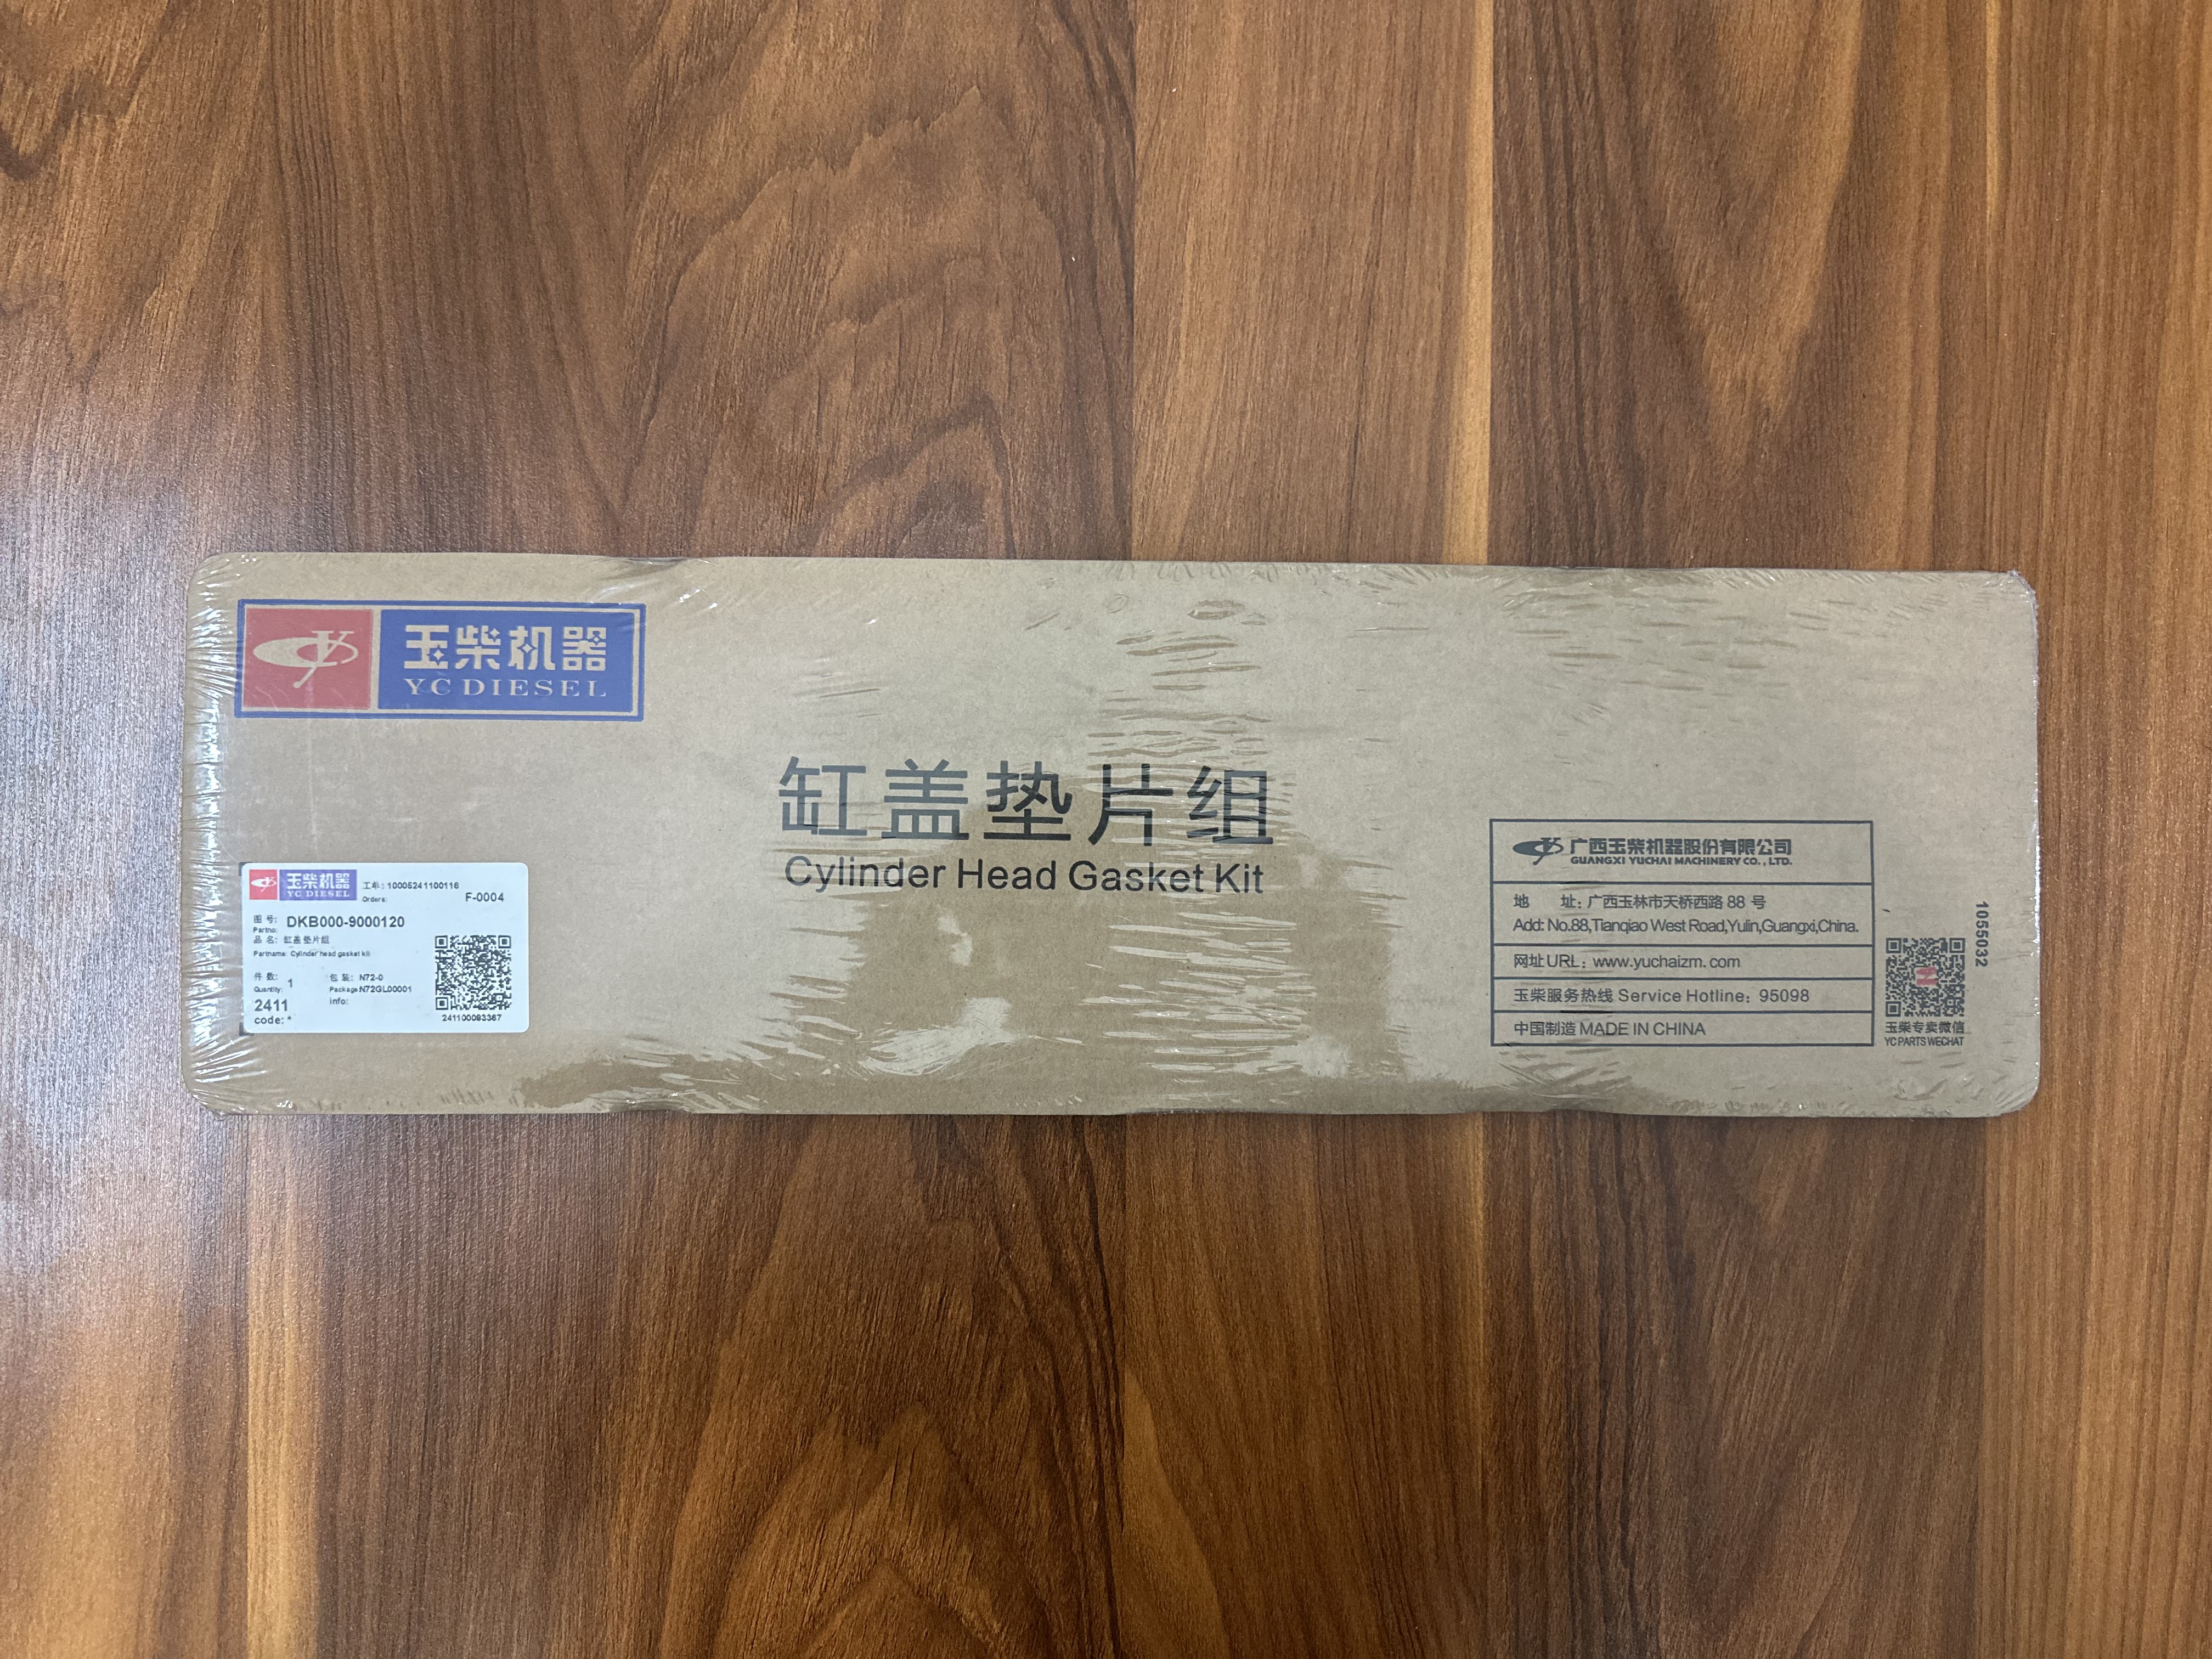 玉柴机器
YC DIESEL
缸盖垫片组
Cylinder Head Gasket Kit
玉柴机器
YC DIESEL
工单: 10005241100116
Orders:
F-0004
图 号: DKB000-9000120
Partno:
品 名: 缸盖垫片组
Partname: Cylinder head gasket kit
件 数: 1
Quantity:
包 装: N72-0
Package N72GL00001
info:
2411
code: *
241100093367
广西玉柴机器股份有限公司
GUANGXI YUCHAI MACHINERY CO., LTD.
地 址: 广西玉林市天桥西路 88 号
Add: No.88,Tianqiao West Road,Yulin,Guangxi,China.
网址 URL: www.yuchaizm.com
玉柴服务热线 Service Hotline: 95098
中国制造 MADE IN CHINA
玉柴专卖微信
YC PARTS WECHAT
1055032